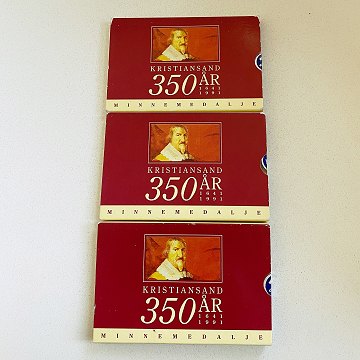 KRISTIANSAND
350 ÅR
1641
1991
MINNEMEDALJE
KRISTIANSAND
350 ÅR
1641
1991
MINNEMEDALJE
KRISTIANSAND
350 ÅR
1641
1991
MINNEMEDALJE